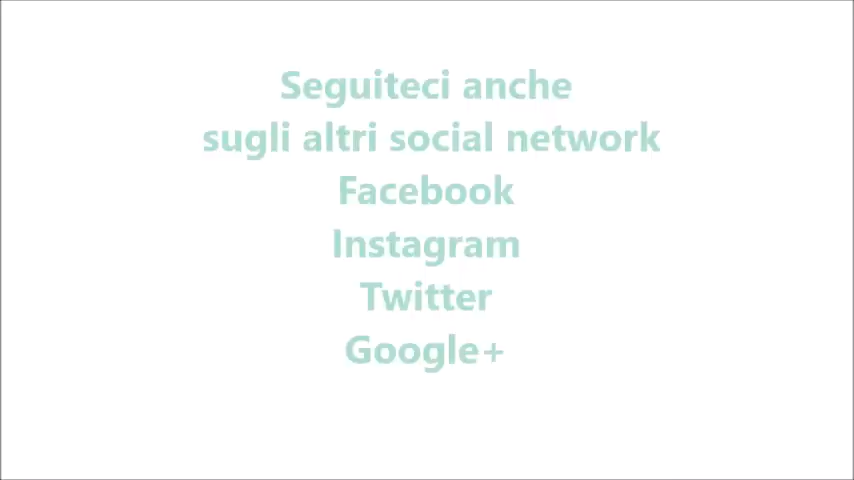 Seguiteci anche
sugli altri social network
Facebook
Instagram
Twitter
Google+